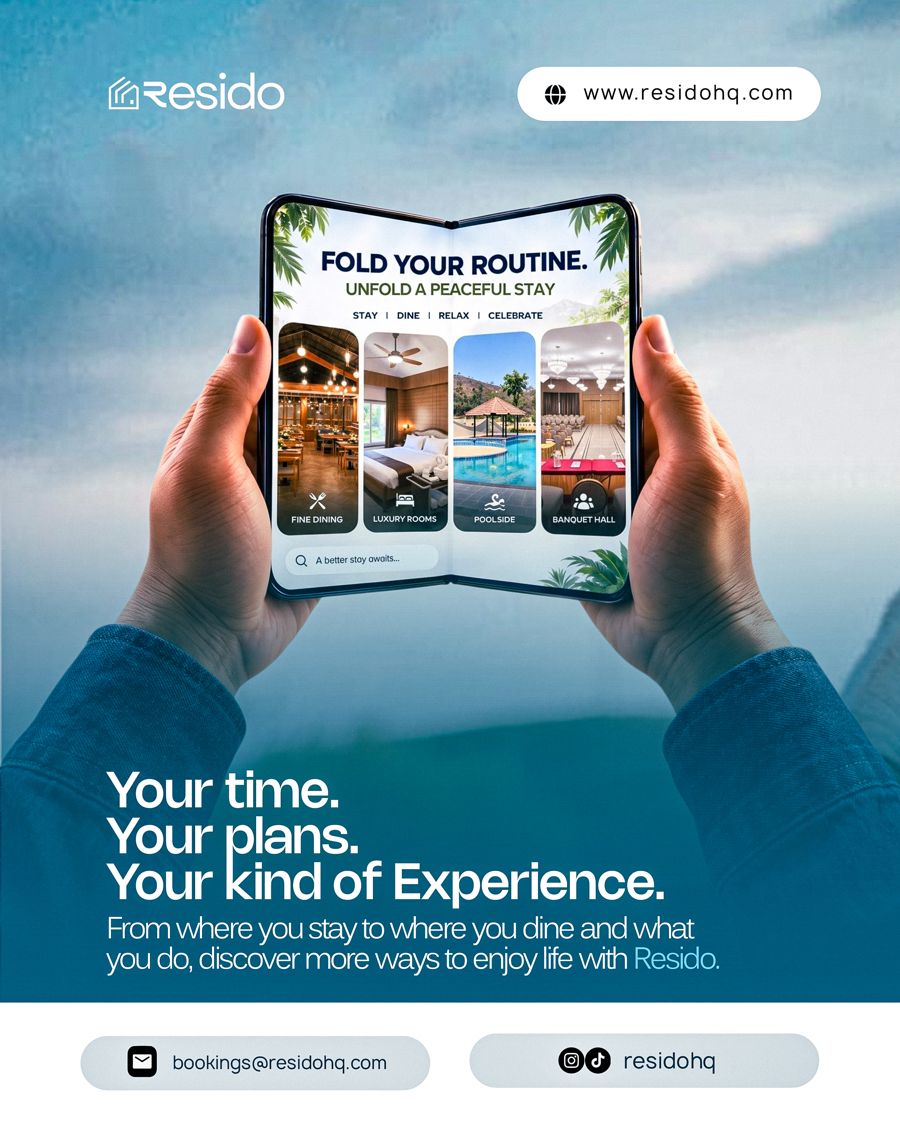 Resido
www.residohq.com
FOLD YOUR ROUTINE.
UNFOLD A PEACEFUL STAY
STAY | DINE | RELAX | CELEBRATE
FINE DINING
LUXURY ROOMS
POOLSIDE
BANQUET HALL
A better stay awaits...
Your time.
Your plans.
Your kind of Experience.
From where you stay to where you dine and what
you do, discover more ways to enjoy life with Resido.
bookings@residohq.com
residohq